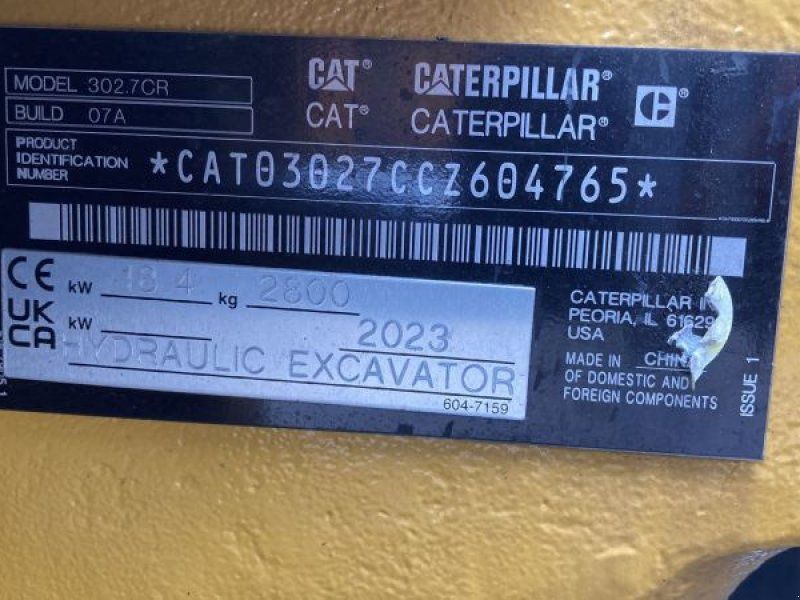 MODEL 302.7CR
BUILD 07A
CAT® CATERPILLAR® C®
CAT® CATERPILLAR®
PRODUCT
IDENTIFICATION
NUMBER
*CAT03027CCZ604765*
CE kW 18.4 kg 2800
UK
CA kW 2023
HYDRAULIC EXCAVATOR
604-7159
CATERPILLAR
PEORIA, IL 61629
USA
MADE IN
OF DOMESTIC AND
FOREIGN COMPONENTS
ISSUE 1